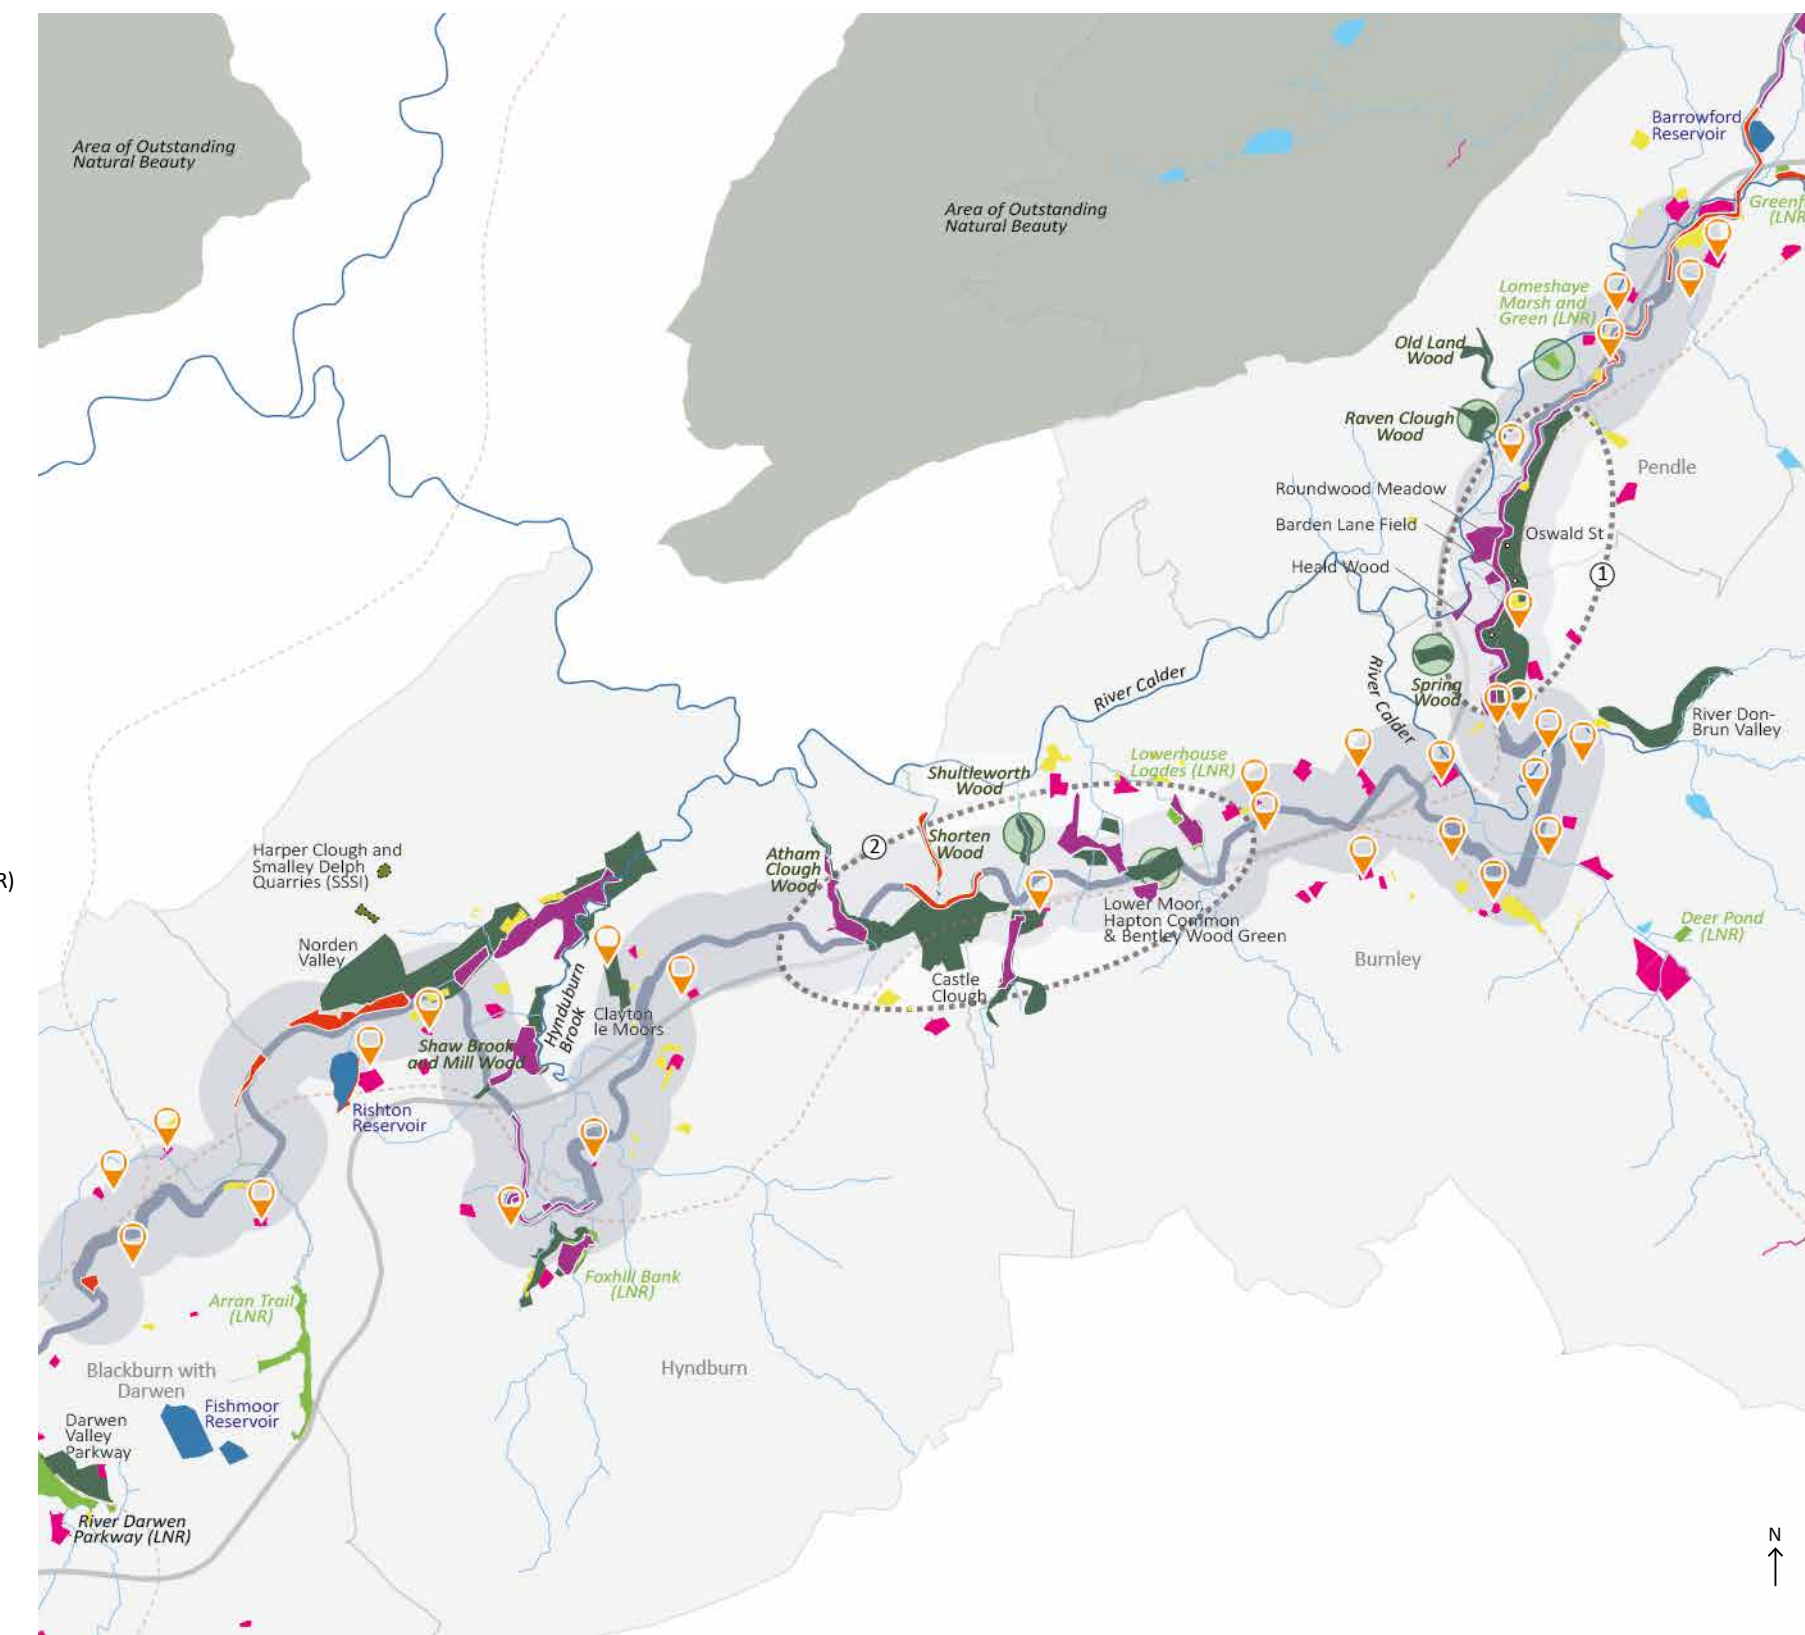 Area of Outstanding
Natural Beauty
Area of Outstanding
Natural Beauty
Barrowford
Reservoir
(LNR
Lomeshaye
Marsh and
Green (LNR)
Old Land
Wood
Raven Clough
Wood
Pendle
Roundwood Meadow
Barden Lane Field
Oswald St
Heald Wood
1
River Calder
River Calder
Spring
Wood
River Don-
Brun Valley
Lowerhouse
Logdes (LNR)
Shuttleworth
Wood
Shorten
Wood
2
Atham
Clough
Wood
Harper Clough and
Smalley Delph
Quarries (SSSI)
R)
Lower Moor,
Hapton Common
& Bentley Wood Green
Deer Pond
(LNR)
Burnley
Norden
Valley
Castle
Clough
Hynduburn
Brook
Clayton
le Moors
Shaw Brook
and Mill Wood
Rishton
Reservoir
Foxhill Bank
(LNR)
Arran Trail
(LNR)
Blackburn with
Darwen
Hyndburn
Fishmoor
Reservoir
Darwen
Valley
Parkway
River Darwen
Parkway (LNR)
N